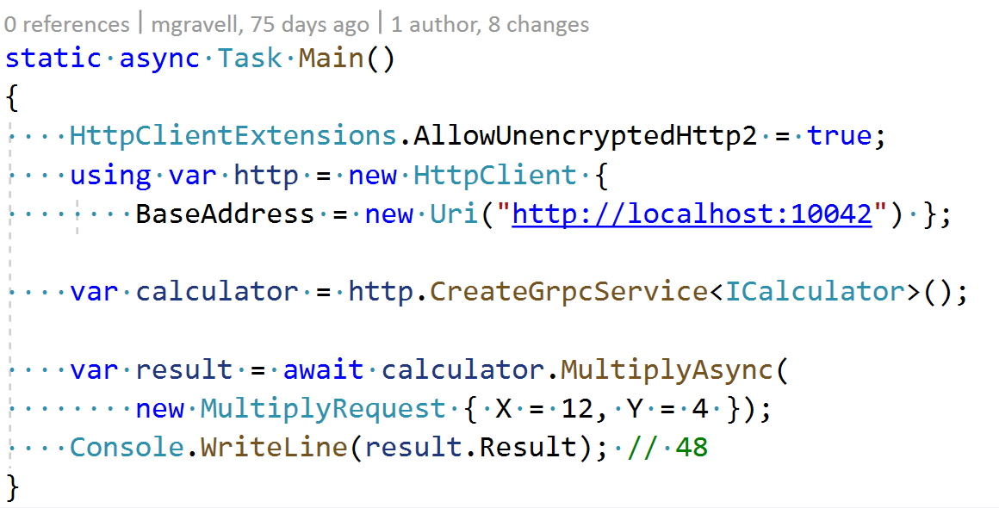 0 references | mgravell, 75 days ago | 1 author, 8 changes
static async Task Main()
{
    HttpClientExtensions.AllowUnencryptedHttp2 = true;
    using var http = new HttpClient {
        BaseAddress = new Uri("http://localhost:10042") };
    var calculator = http.CreateGrpcService<ICalculator>();
    var result = await calculator.MultiplyAsync(
        new MultiplyRequest { X = 12, Y = 4 });
    Console.WriteLine(result.Result); // 48
}